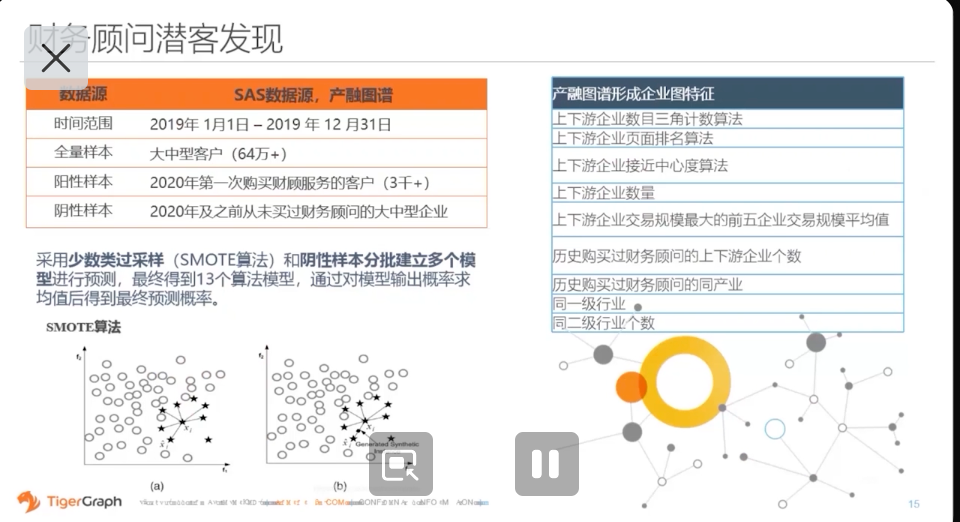 财务顾问潜客发现
数据源 SAS数据源，产融图谱
时间范围 2019年 1月1日 – 2019 年 12 月31日
全量样本 大中型客户（64万+）
阳性样本 2020年第一次购买财顾服务的客户（3千+）
阴性样本 2020年及之前从未买过财务顾问的大中型企业
采用少数类过采样（SMOTE算法）和阴性样本分批建立多个模
型进行预测，最终得到13个算法模型，通过对模型输出概率求
均值后得到最终预测概率。
SMOTE算法
(a)
(b)
Generated Synthetic
产融图谱形成企业图特征
上下游企业数目三角计数算法
上下游企业页面排名算法
上下游企业接近中心度算法
上下游企业数量
上下游企业交易规模最大的前五企业交易规模平均值
历史购买过财务顾问的上下游企业个数
历史购买过财务顾问的同产业
同一级行业
同二级行业个数
TigerGraph
15